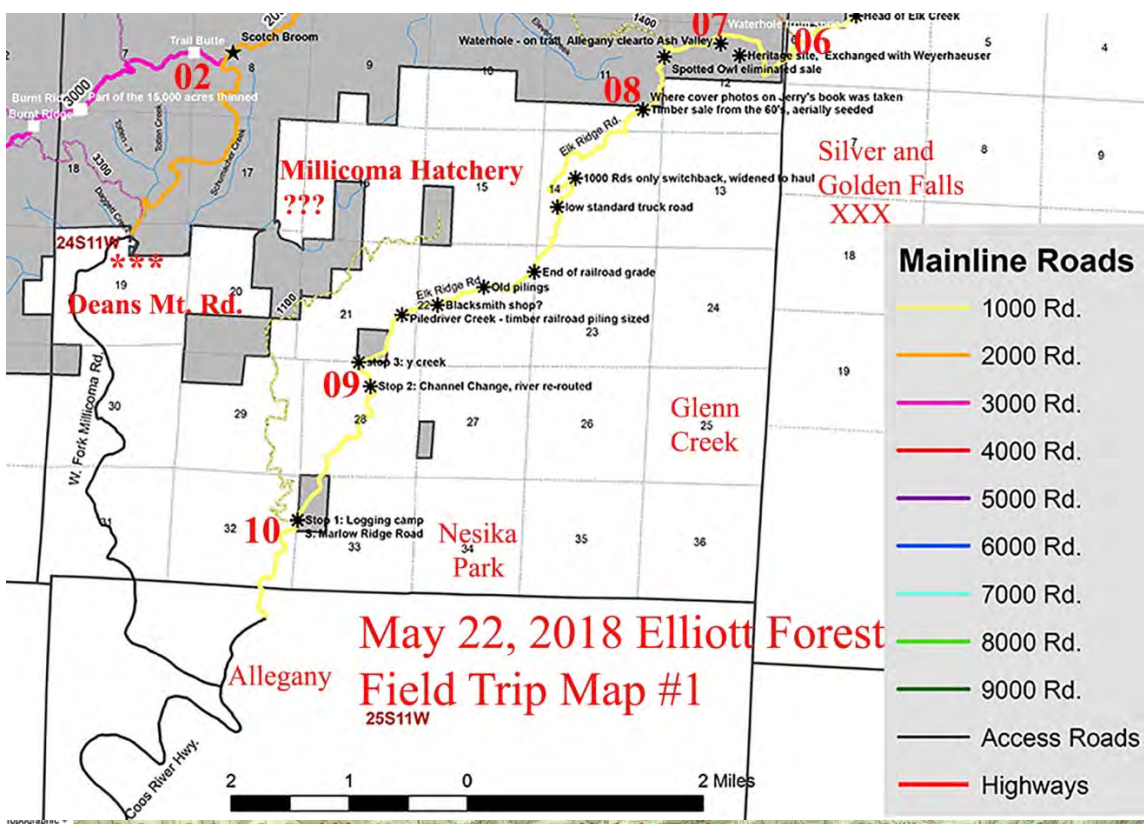 1400
07
Waterhole from spring
Head of Elk Creek
06
Scotch Broom
Trail Butte
02
7
8
9
10
11
12
5
4
Waterhole - on trail, Allegany clearto Ash Valley
Heritage site, Exchanged with Weyerhaeuser
Spotted Owl eliminated sale
08
Where cover photos on Jerry's book was taken
Timber sale from the 60's, aerially seeded
3000
Part of the 15,000 acres thinned
Burnt Ridge
Burnt Ridge
Totten Creek
Schumacher Creek
Elk Ridge Rd.
7
8
9
Silver and
Golden Falls
XXX
18
3300
17
Millicoma Hatchery
???
16
15
14
13
1000 Rds only switchback, widened to haul
low standard truck road
Daggett Creek
24S11W
***
19
Deans Mt. Rd.
20
1100
21
End of railroad grade
Elk Ridge Rd.
Old pilings
22
Blacksmith shop?
Piledriver Creek - timber railroad piling sized
23
24
18
19
stop 3: y creek
09
Stop 2: Channel Change, river re-routed
W. Fork Millicoma Rd.
30
29
28
27
26
25
Glenn
Creek
31
32
10
Stop 1: Logging camp
S. Marlow Ridge Road
33
34
35
36
Nesika
Park
May 22, 2018 Elliott Forest
Field Trip Map #1
Allegany
25S11W
Coos River Hwy.
2
1
0
2 Miles
Mainline Roads
1000 Rd.
2000 Rd.
3000 Rd.
4000 Rd.
5000 Rd.
6000 Rd.
7000 Rd.
8000 Rd.
9000 Rd.
Access Roads
Highways